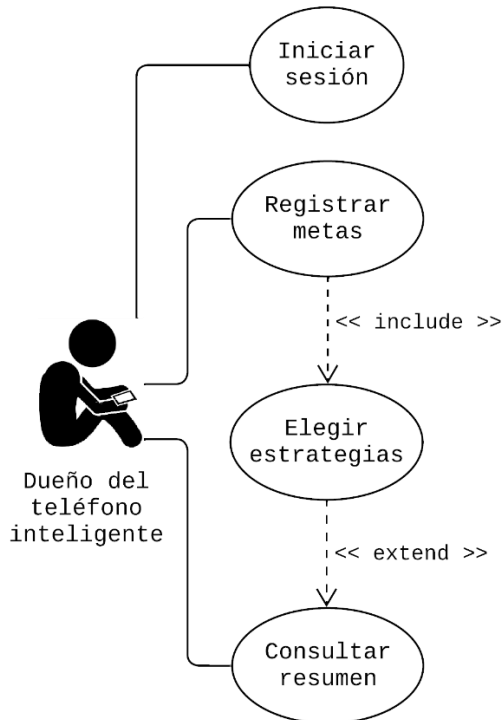 Iniciar
sesión
Registrar
metas
<< include >>
Elegir
estrategias
Dueño del
teléfono
inteligente
<< extend >>
Consultar
resumen